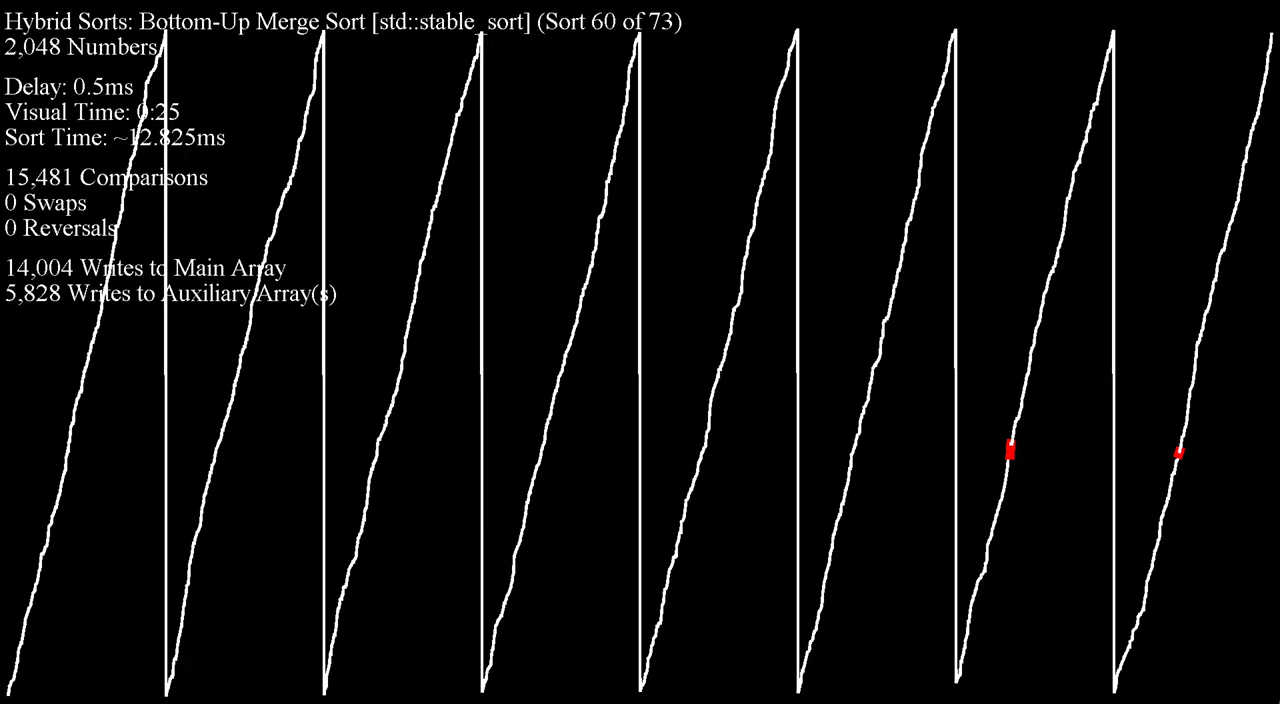 Hybrid Sorts: Bottom-Up Merge Sort [std::stable_sort] (Sort 60 of 73)
2,048 Numbers
Delay: 0.5ms
Visual Time: 0:25
Sort Time: ~12.825ms
15,481 Comparisons
0 Swaps
0 Reversals
14,004 Writes to Main Array
5,828 Writes to Auxiliary Array(s)